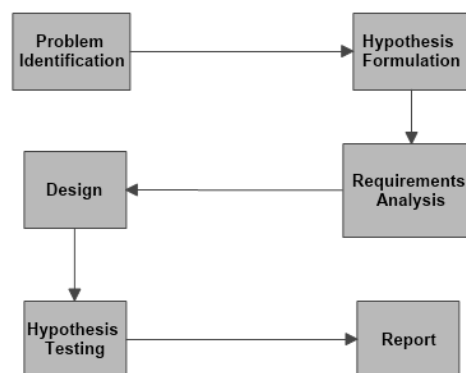 Problem
Identification
Hypothesis
Formulation
Requirements
Analysis
Design
Hypothesis
Testing
Report